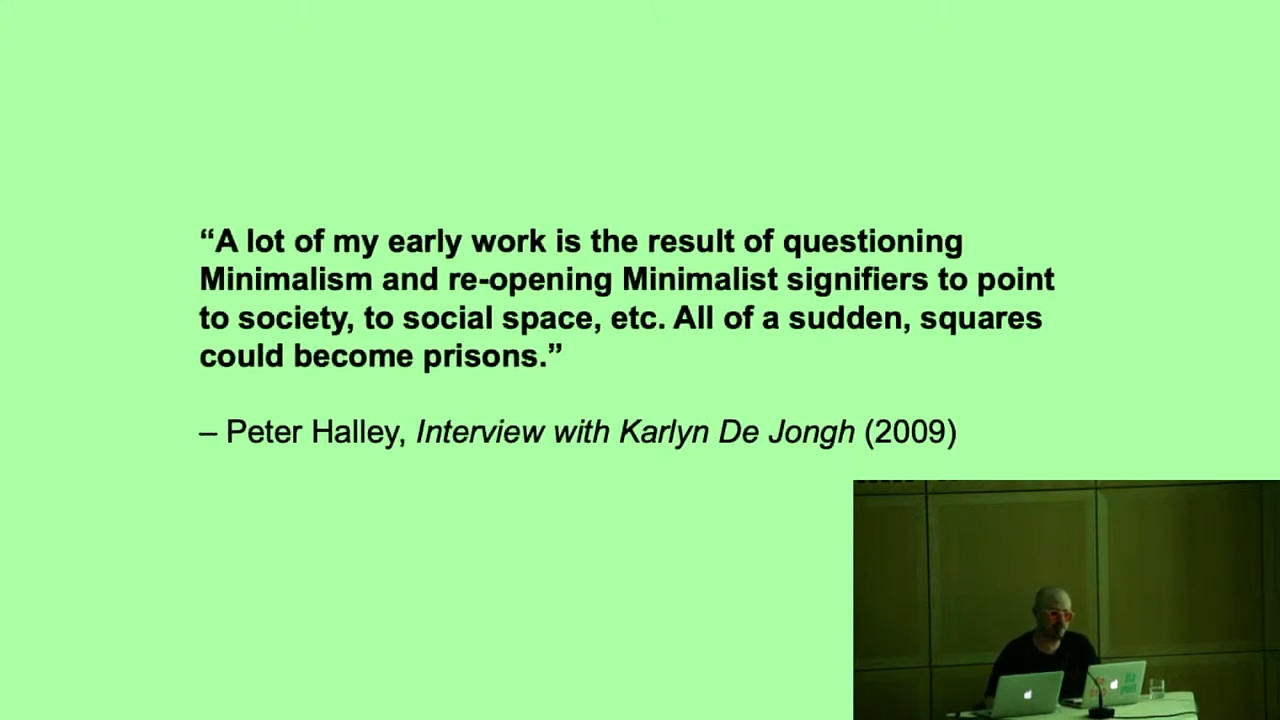 “A lot of my early work is the result of questioning
Minimalism and re-opening Minimalist signifiers to point
to society, to social space, etc. All of a sudden, squares
could become prisons.”
– Peter Halley, Interview with Karlyn De Jongh (2009)